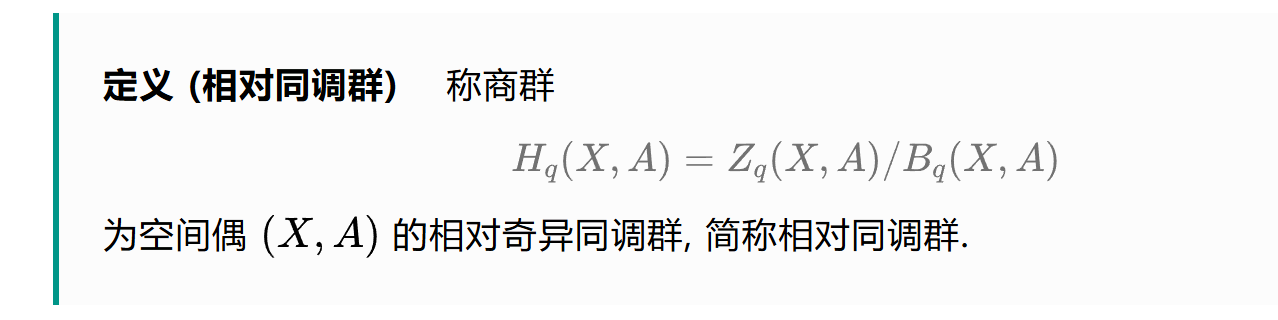 定义 (相对同调群) 称商群
H_q(X, A) = Z_q(X, A)/B_q(X, A)
为空间偶 (X, A) 的相对奇异同调群, 简称相对同调群.